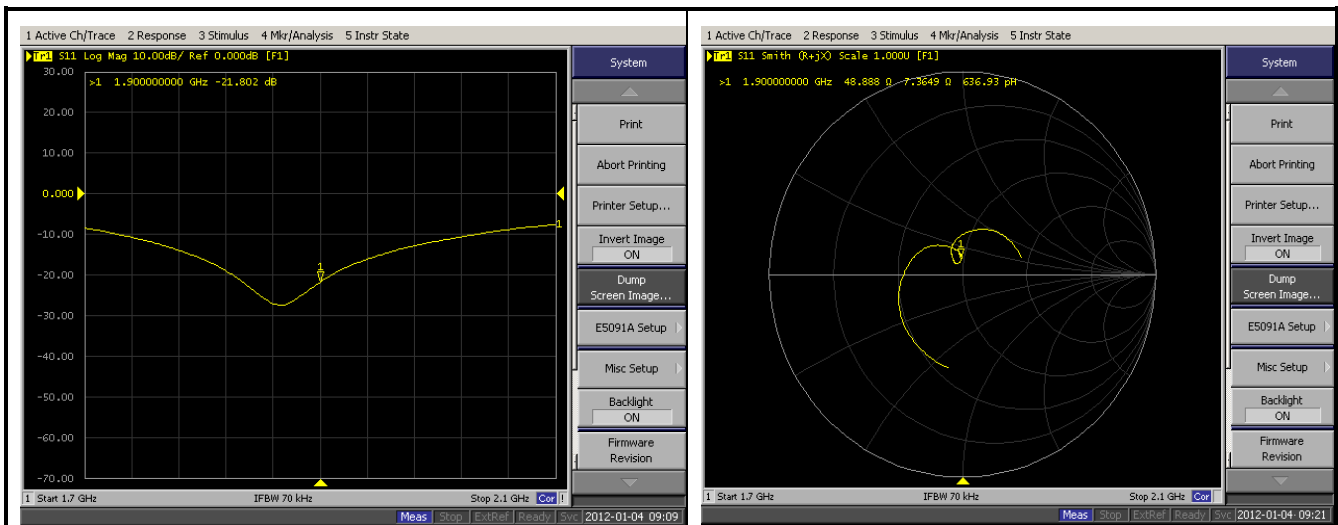 1 Active Ch/Trace 2 Response 3 Stimulus 4 Mkr/Analysis 5 Instr State
Tr1 S11 Log Mag 10.00dB/ Ref 0.000dB [F1]
>1 1.900000000 GHz -21.802 dB
30.00
20.00
10.00
0.000
-10.00
-20.00
-30.00
-40.00
-50.00
-60.00
-70.00
1
1
1 Start 1.7 GHz IFBW 70 kHz Stop 2.1 GHz Cor !
Meas Stop ExtRef Ready Svc 2012-01-04 09:09
System
Print
Abort Printing
Printer Setup...
Invert Image
ON
Dump
Screen Image...
E5091A Setup
Misc Setup
Backlight
ON
Firmware
Revision
1 Active Ch/Trace 2 Response 3 Stimulus 4 Mkr/Analysis 5 Instr State
Tr1 S11 Smith (R+jX) Scale 1.000U [F1]
>1 1.900000000 GHz 48.888 Ω 7.3649 Ω 636.93 pH
1
1 Start 1.7 GHz IFBW 70 kHz Stop 2.1 GHz Cor
Meas Stop ExtRef Ready Svc 2012-01-04 09:21
System
Print
Abort Printing
Printer Setup...
Invert Image
ON
Dump
Screen Image...
E5091A Setup
Misc Setup
Backlight
ON
Firmware
Revision